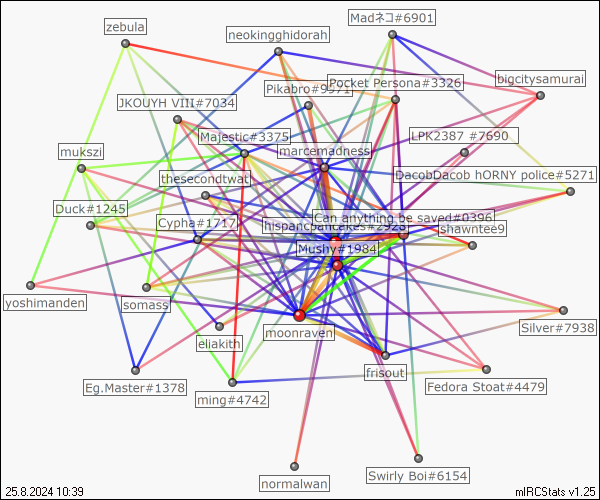 Madネコ#6901
zebula
neokingghidorah
bigcitysamurai
Pocket Persona#3326
Pikabro#9371
JKOUYH VIII#7034
Majestic#3375
LPK2387 #7690
mukszi
marcemadness
thesecondtwat
DacobDacob hORNY police#5271
Duck#1245
Cypha#1717
Can anything be saved#0396
hispancpancakes#2923
shawntee9
Mushy#1984
yoshimanden
somass
moonraven
Silver#7938
eliakith
frisout
Eg.Master#1378
Fedora Stoat#4479
ming#4742
normalwan
Swirly Boi#6154
25.8.2024 10:39
mIRCStats v1.25